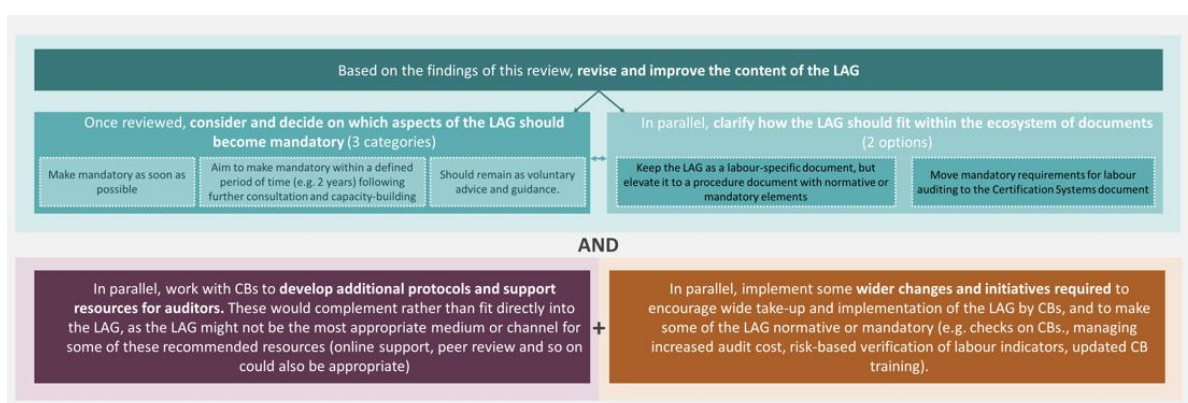 Based on the findings of this review, revise and improve the content of the LAG
Once reviewed, consider and decide on which aspects of the LAG should
become mandatory (3 categories)
Make mandatory as soon as
possible
Aim to make mandatory within a defined
period of time (e.g. 2 years) following
further consultation and capacity-building
Should remain as voluntary
advice and guidance.
In parallel, clarify how the LAG should fit within the ecosystem of documents
(2 options)
Keep the LAG as a labour-specific document, but
elevate it to a procedure document with normative or
mandatory elements
Move mandatory requirements for labour
auditing to the Certification Systems document
AND
In parallel, work with CBs to develop additional protocols and support
resources for auditors. These would complement rather than fit directly into
the LAG, as the LAG might not be the most appropriate medium or channel for
some of these recommended resources (online support, peer review and so on
could also be appropriate)
+
In parallel, implement some wider changes and initiatives required to
encourage wide take-up and implementation of the LAG by CBs, and to make
some of the LAG normative or mandatory (e.g. checks on CBs., managing
increased audit cost, risk-based verification of labour indicators, updated CB
training).